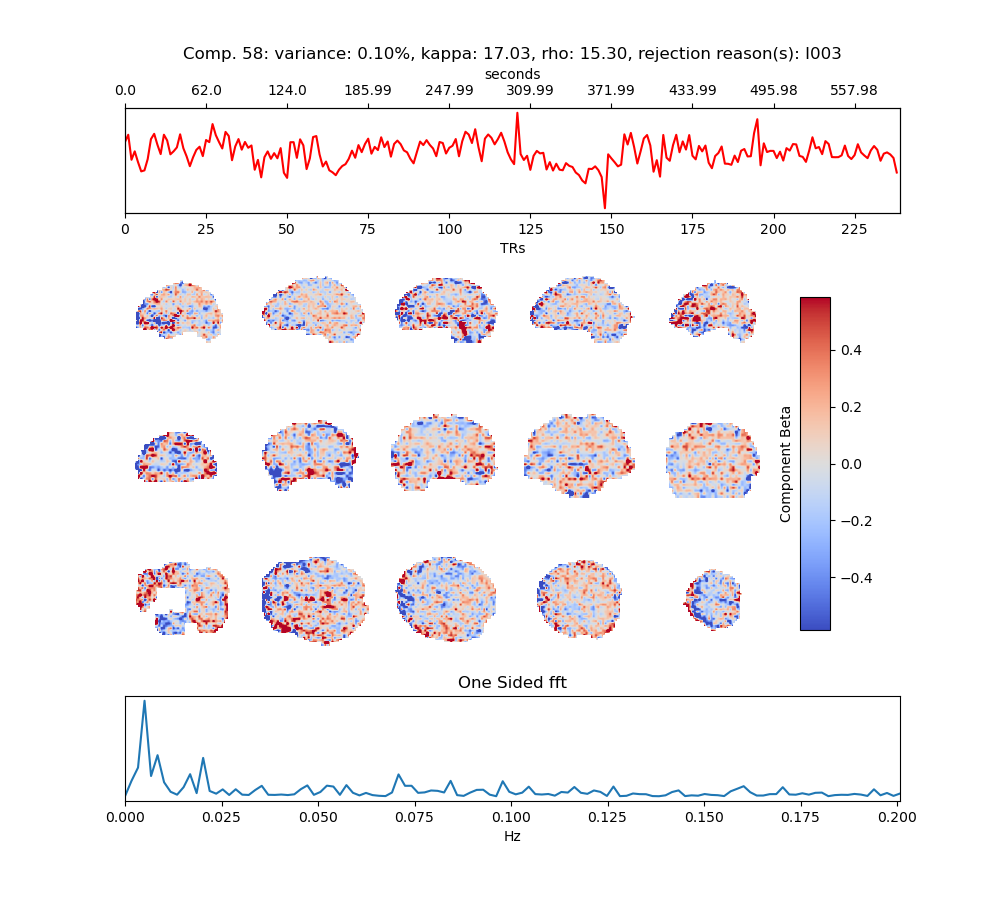 Comp. 58: variance: 0.10%, kappa: 17.03, rho: 15.30, rejection reason(s): I003
seconds
0.0 62.0 124.0 185.99 247.99 309.99 371.99 433.99 495.98 557.98
0 25 50 75 100 125 150 175 200 225
TRs
0.4
0.2
0.0
−0.2
−0.4
Component Beta
One Sided fft
0.000 0.025 0.050 0.075 0.100 0.125 0.150 0.175 0.200
Hz